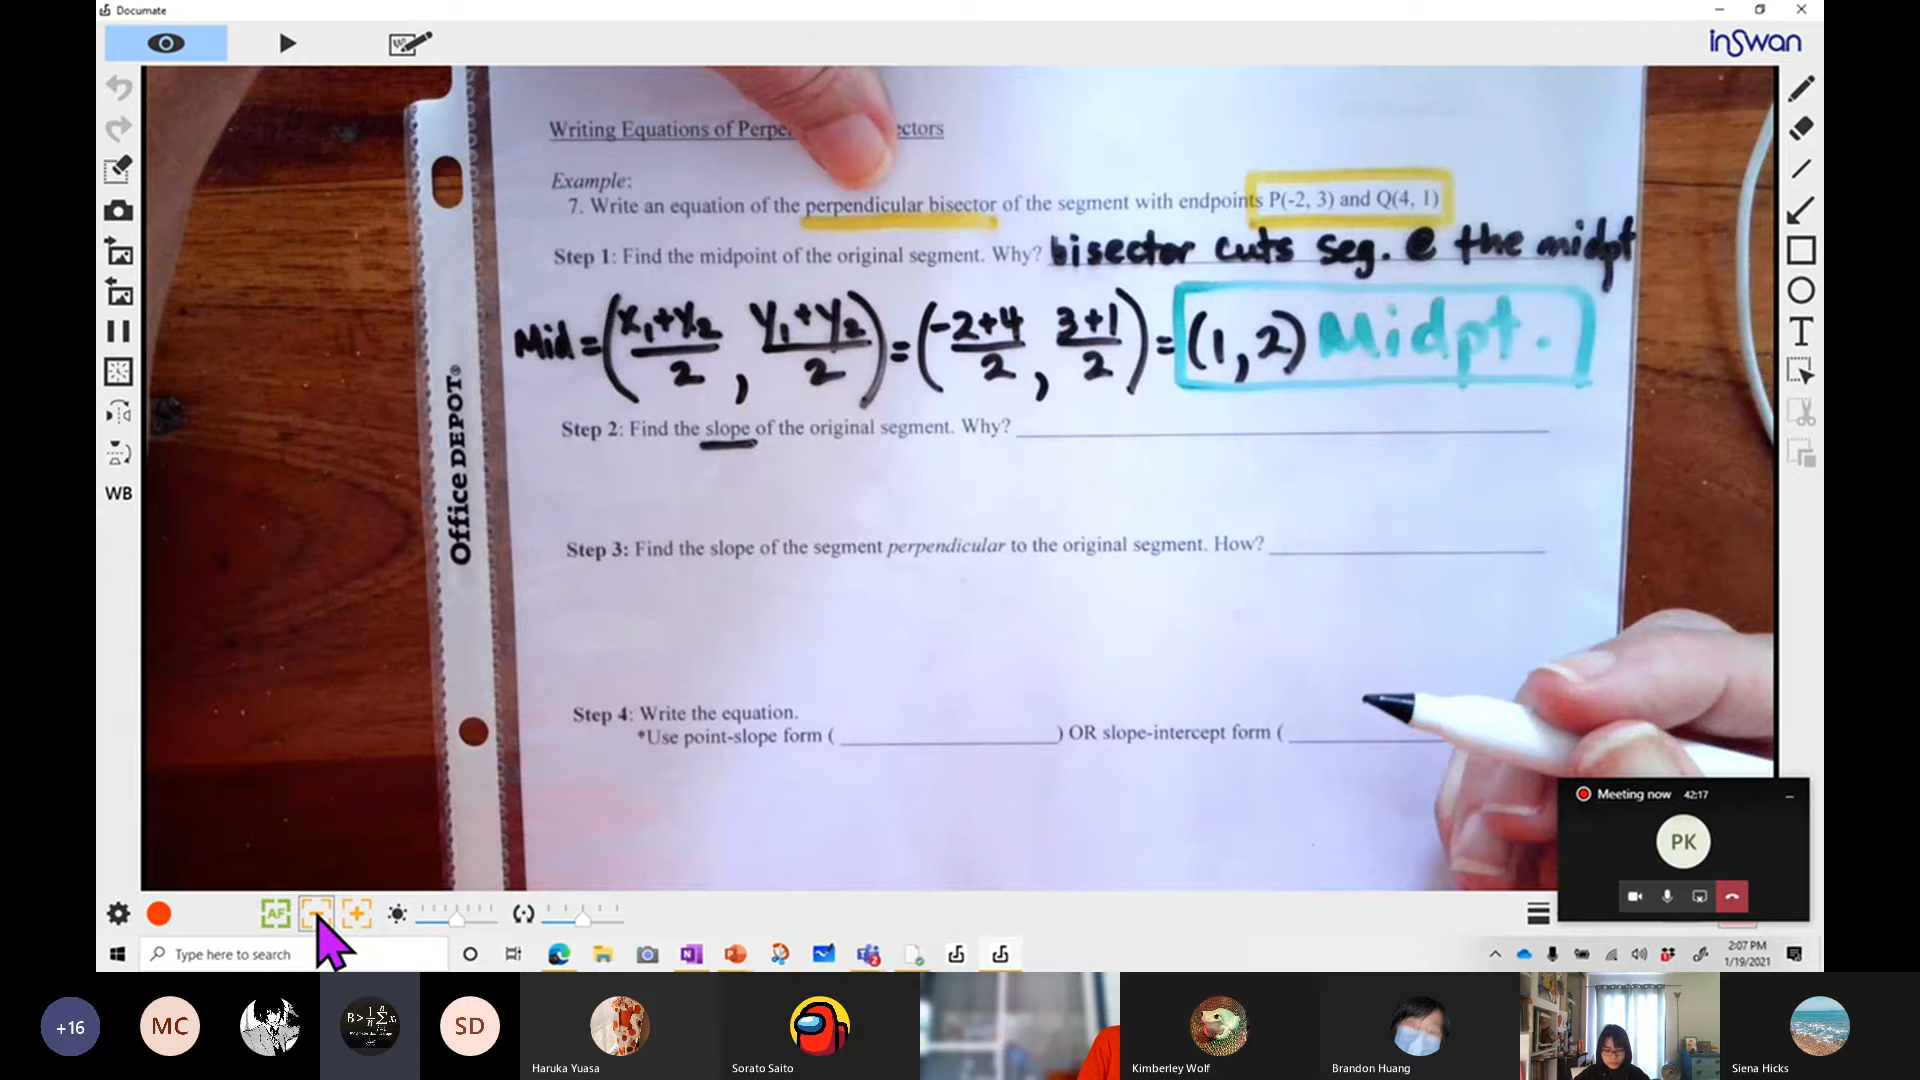 Documate
inSwan
Writing Equations of Perpe ectors
Example:
7. Write an equation of the perpendicular bisector of the segment with endpoints P(-2, 3) and Q(4, 1)
Step 1: Find the midpoint of the original segment. Why? bisector cuts seg. @ the midpt
Mid = (x₁+x₂/2, y₁+y₂/2) = (-2+4/2, 3+1/2) = (1,2) Midpt.
Step 2: Find the slope of the original segment. Why?
Step 3: Find the slope of the segment perpendicular to the original segment. How?
Step 4: Write the equation.
*Use point-slope form ( ) OR slope-intercept form (
Office DEPOT
WB
Meeting now 42:17
PK
AF
Type here to search
2:07 PM
1/19/2021
+16
MC
SD
Haruka Yuasa
Sorato Saito
Kimberley Wolf
Brandon Huang
Siena Hicks